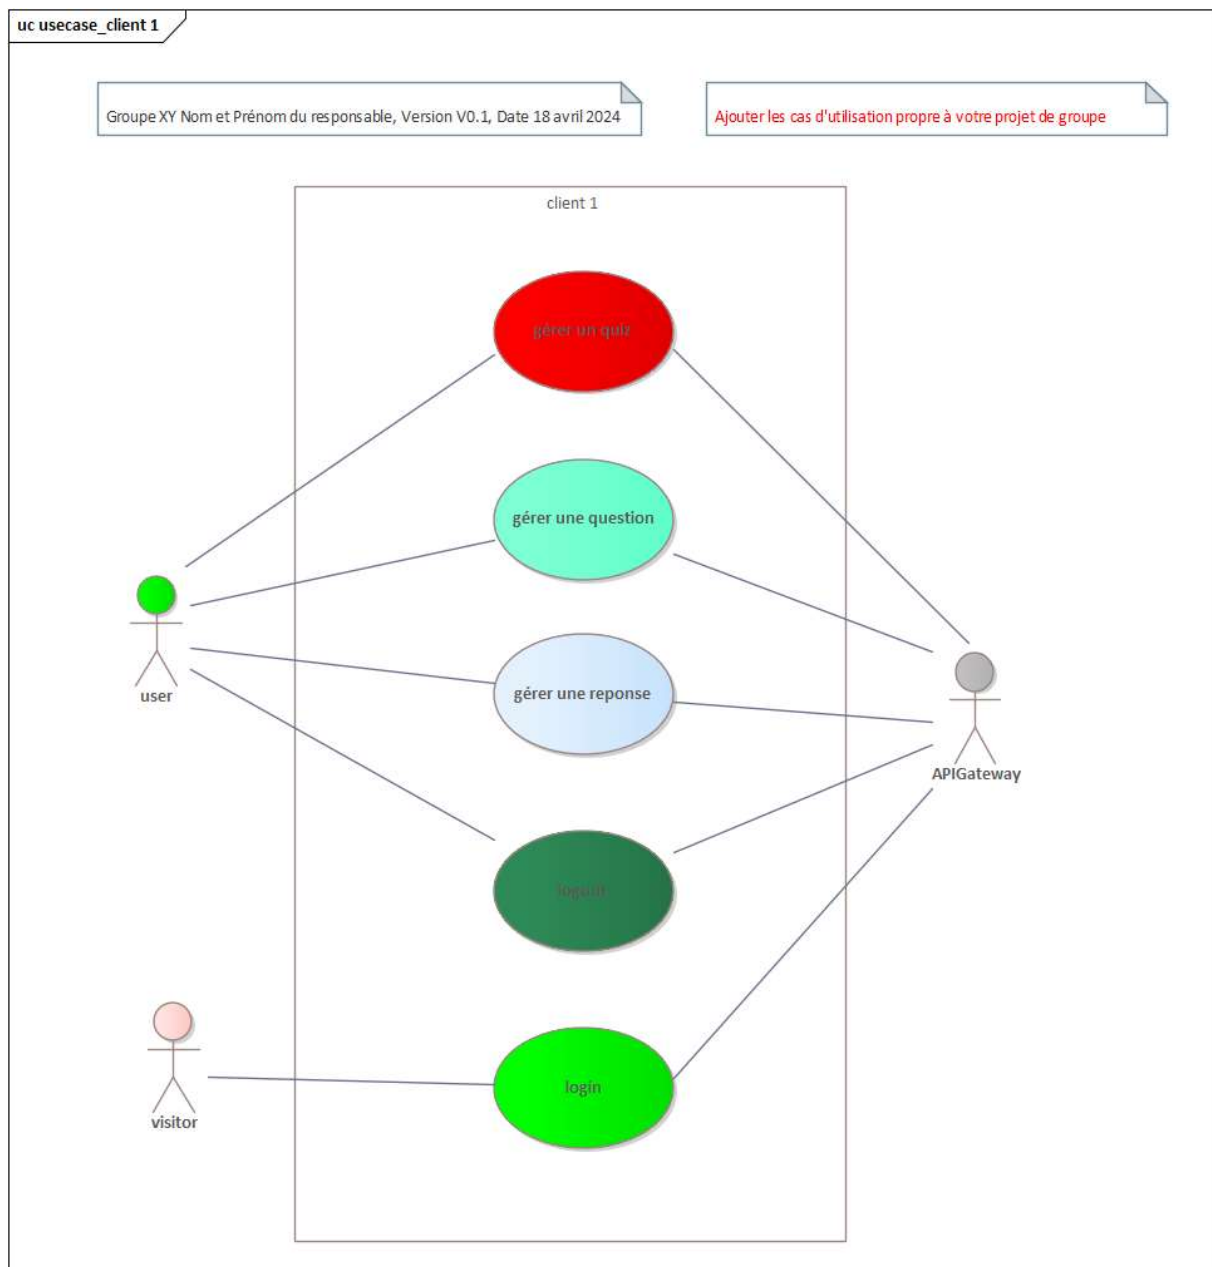 uc usecase_client 1
Groupe XY Nom et Prénom du responsable, Version V0.1, Date 18 avril 2024
Ajouter les cas d'utilisation propre à votre projet de groupe
client 1
gérer un quiz
gérer une question
user
gérer une reponse
APIGateway
logout
visitor
login